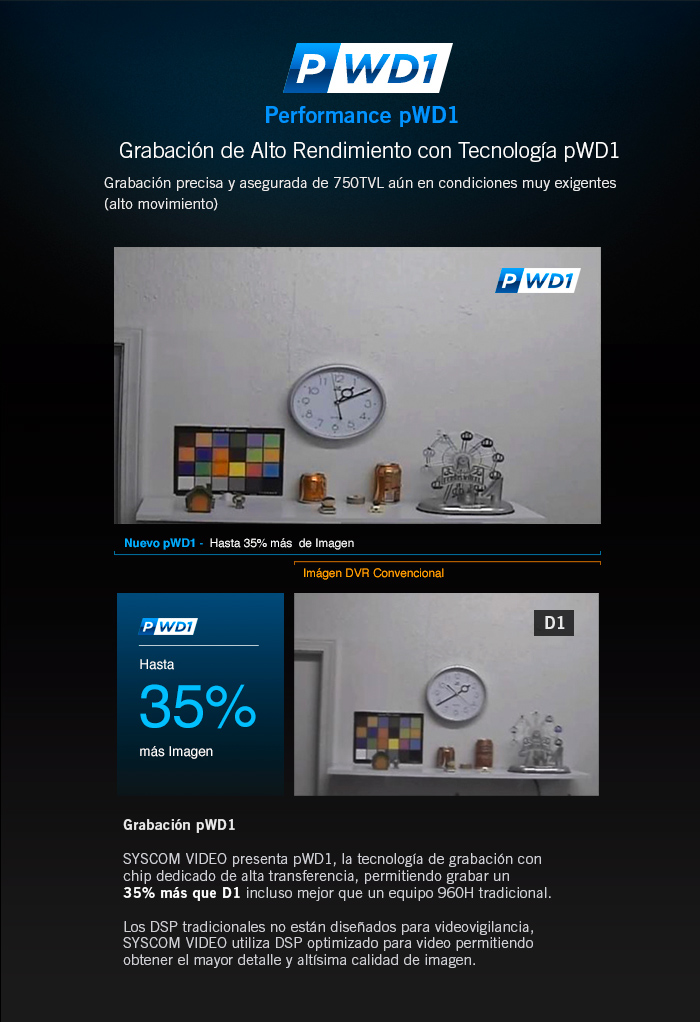 PWD1
Performance pWD1
Grabación de Alto Rendimiento con Tecnología pWD1
Grabación precisa y asegurada de 750TVL aún en condiciones muy exigentes
(alto movimiento)
PWD1
Nuevo pWD1 - Hasta 35% más de Imagen
Imágen DVR Convencional
PWD1
Hasta
35%
más Imagen
D1
Grabación pWD1
SYSCOM VIDEO presenta pWD1, la tecnología de grabación con
chip dedicado de alta transferencia, permitiendo grabar un
35% más que D1 incluso mejor que un equipo 960H tradicional.
Los DSP tradicionales no están diseñados para videovigilancia,
SYSCOM VIDEO utiliza DSP optimizado para video permitiendo
obtener el mayor detalle y altísima calidad de imagen.